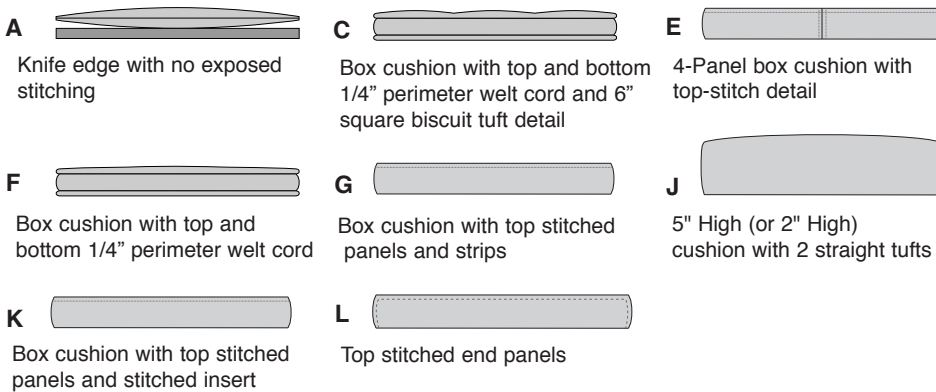 A
Knife edge with no exposed
stitching
C
Box cushion with top and bottom
1/4” perimeter welt cord and 6”
square biscuit tuft detail
E
4-Panel box cushion with
top-stitch detail
F
Box cushion with top and
bottom 1/4” perimeter welt cord
G
Box cushion with top stitched
panels and strips
J
5" High (or 2" High)
cushion with 2 straight tufts
K
Box cushion with top stitched
panels and stitched insert
L
Top stitched end panels